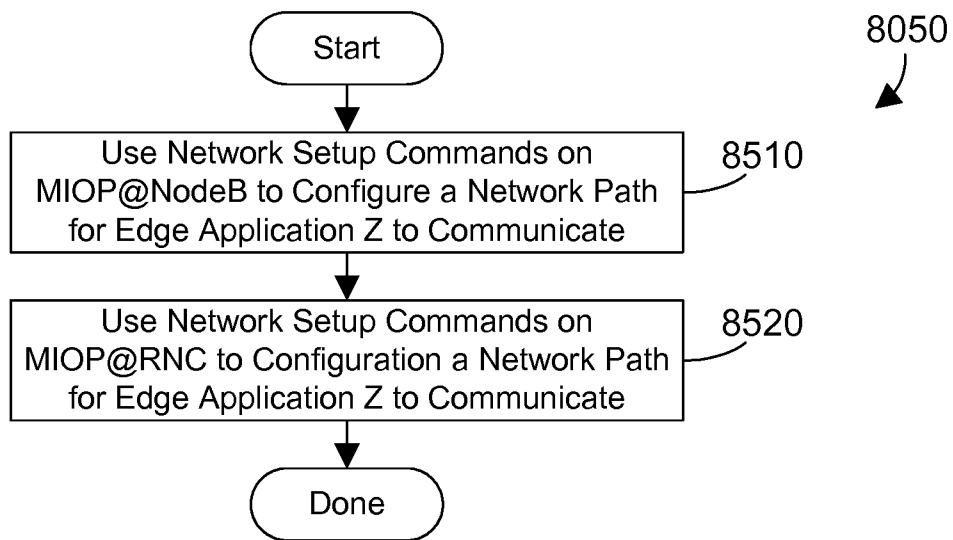 Start
8050
Use Network Setup Commands on
MIOP@NodeB to Configure a Network Path
for Edge Application Z to Communicate
8510
Use Network Setup Commands on
MIOP@RNC to Configuration a Network Path
for Edge Application Z to Communicate
8520
Done